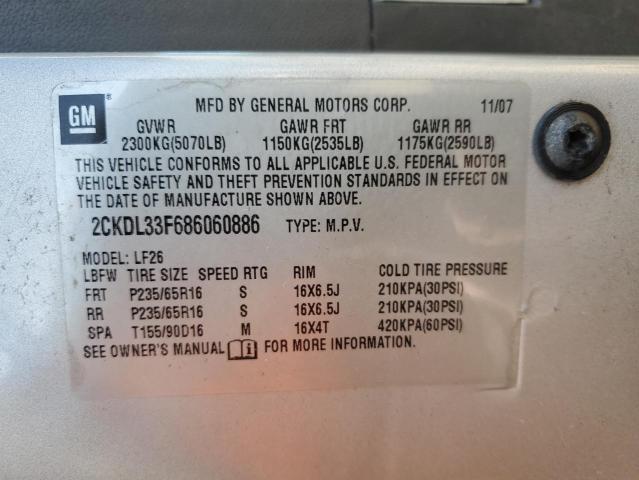 GM ®
MFD BY GENERAL MOTORS CORP. 11/07
GVWR GAWR FRT GAWR RR
2300KG(5070LB) 1150KG(2535LB) 1175KG(2590LB)
THIS VEHICLE CONFORMS TO ALL APPLICABLE U.S. FEDERAL MOTOR
VEHICLE SAFETY AND THEFT PREVENTION STANDARDS IN EFFECT ON
THE DATE OF MANUFACTURE SHOWN ABOVE.
2CKDL33F686060886 TYPE: M.P.V.
MODEL: LF26
LBFW TIRE SIZE SPEED RTG RIM COLD TIRE PRESSURE
FRT P235/65R16 S 16X6.5J 210KPA(30PSI)
RR P235/65R16 S 16X6.5J 210KPA(30PSI)
SPA T155/90D16 M 16X4T 420KPA(60PSI)
SEE OWNER'S MANUAL FOR MORE INFORMATION.